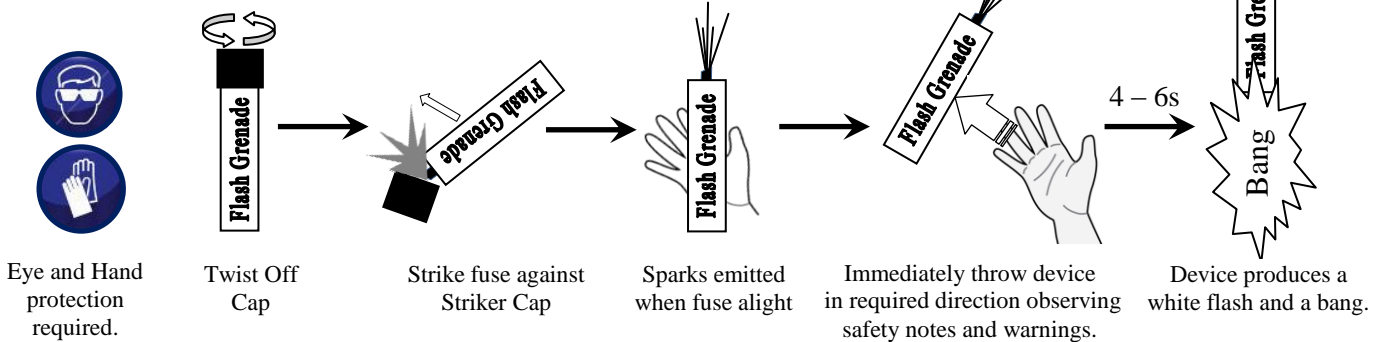 Flash Grenade
Flash Grenade
Flash Grenade
Flash Grenade
4 – 6s
Flash Gre
Bang
Eye and Hand
protection
required.
Twist Off
Cap
Strike fuse against
Striker Cap
Sparks emitted
when fuse alight
Immediately throw device
in required direction observing
safety notes and warnings.
Device produces a
white flash and a bang.